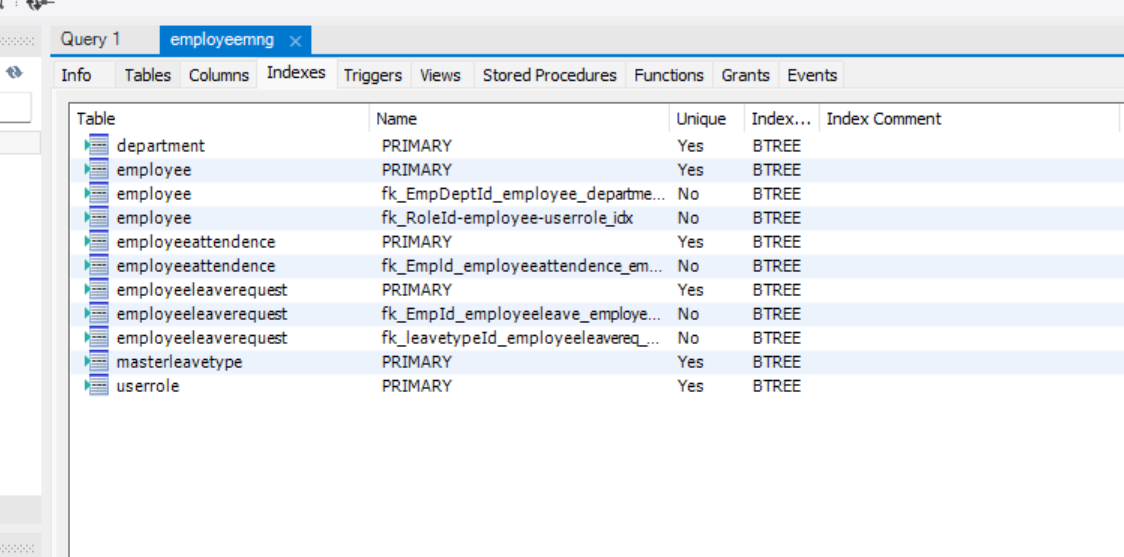 Query 1 employeemng ×
Info Tables Columns Indexes Triggers Views Stored Procedures Functions Grants Events
Table Name Unique Index... Index Comment
department PRIMARY Yes BTREE
employee PRIMARY Yes BTREE
employee fk_EmpDeptId_employee_departme... No BTREE
employee fk_RoleId-employee-userrole_idx No BTREE
employeeattendence PRIMARY Yes BTREE
employeeattendence fk_EmpId_employeeattendence_em... No BTREE
employeeleaverequest PRIMARY Yes BTREE
employeeleaverequest fk_EmpId_employeeleave_employe... No BTREE
employeeleaverequest fk_leavetypeId_employeeleavereq_... No BTREE
masterleavetype PRIMARY Yes BTREE
userrole PRIMARY Yes BTREE